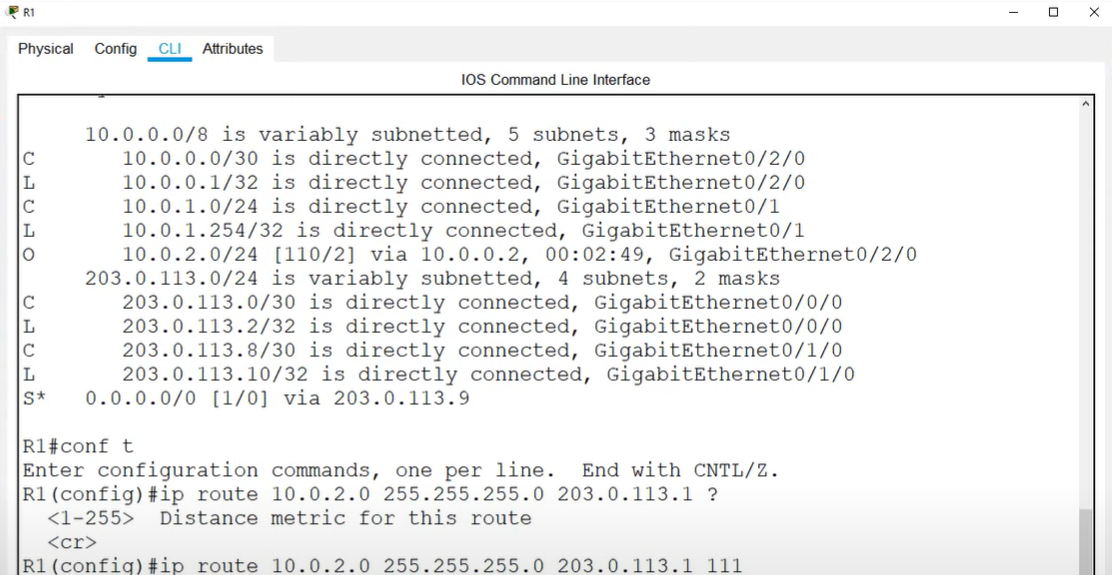 R1
Physical Config CLI Attributes
IOS Command Line Interface
10.0.0.0/8 is variably subnetted, 5 subnets, 3 masks
C 10.0.0.0/30 is directly connected, GigabitEthernet0/2/0
L 10.0.0.1/32 is directly connected, GigabitEthernet0/2/0
C 10.0.1.0/24 is directly connected, GigabitEthernet0/1
L 10.0.1.254/32 is directly connected, GigabitEthernet0/1
O 10.0.2.0/24 [110/2] via 10.0.0.2, 00:02:49, GigabitEthernet0/2/0
203.0.113.0/24 is variably subnetted, 4 subnets, 2 masks
C 203.0.113.0/30 is directly connected, GigabitEthernet0/0/0
L 203.0.113.2/32 is directly connected, GigabitEthernet0/0/0
C 203.0.113.8/30 is directly connected, GigabitEthernet0/1/0
L 203.0.113.10/32 is directly connected, GigabitEthernet0/1/0
S* 0.0.0.0/0 [1/0] via 203.0.113.9
R1#conf t
Enter configuration commands, one per line. End with CNTL/Z.
R1(config)#ip route 10.0.2.0 255.255.255.0 203.0.113.1 ?
<1-255> Distance metric for this route
<cr>
R1(config)#ip route 10.0.2.0 255.255.255.0 203.0.113.1 111